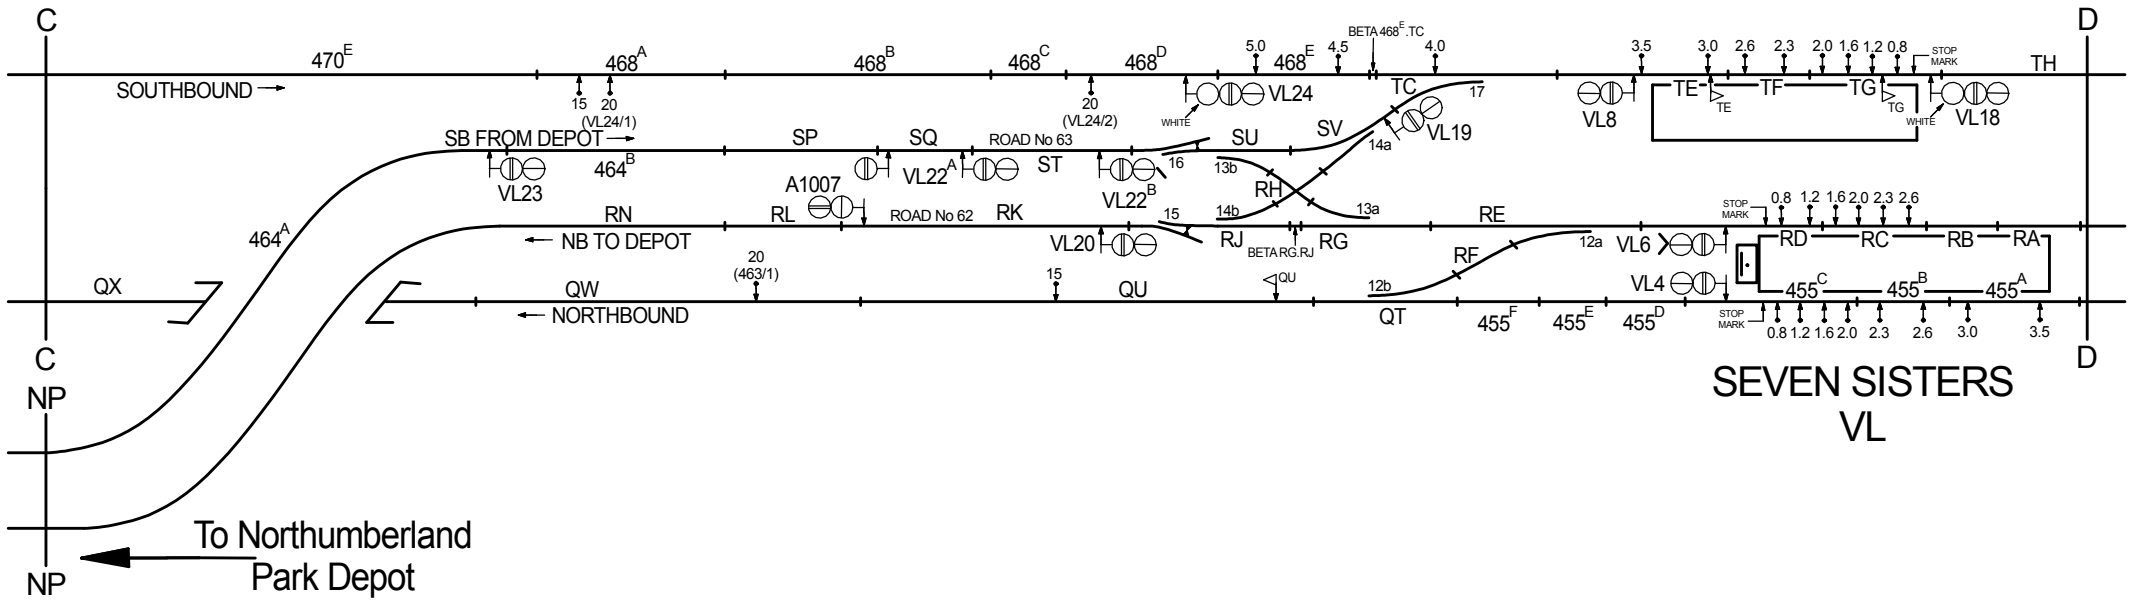 C
D
470E
468A
468B
468C
468D
5.0
468E
4.5
BETA 468E.TC
4.0
3.5
3.0
2.6
2.3
2.0
1.6
1.2
0.8
STOP
MARK
TH
SOUTHBOUND
15
20
(VL24/1)
20
(VL24/2)
WHITE
VL24
TC
17
VL8
TE
TE
TF
TG
TG
WHITE
VL18
SB FROM DEPOT
464B
VL23
SP
SQ
VL22A
ROAD No 63
ST
VL22B
16
SU
13b
SV
14a
VL19
A1007
RH
14b
13a
464A
RN
NB TO DEPOT
RL
ROAD No 62
RK
VL20
15
RJ
BETA RG.RJ
RG
RE
RF
12a
12b
STOP
MARK
0.8
1.2
1.6
2.0
2.3
2.6
VL6
RD
RC
RB
RA
VL4
455C
455B
455A
QX
QW
20
(463/1)
15
QU
QU
QT
455F
455E
455D
STOP
MARK
0.8
1.2
1.6
2.0
2.3
2.6
3.0
3.5
NORTHBOUND
C
D
NP
SEVEN SISTERS
VL
To Northumberland
Park Depot
NP